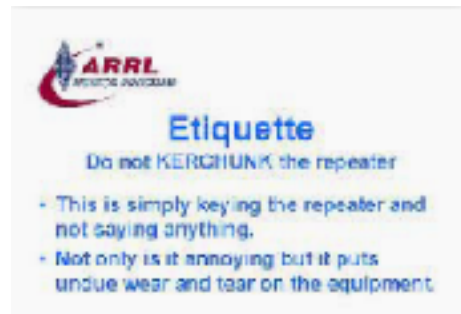 ARRL
Etiquette
Do not KERCHUNK the repeater
- This is simply keying the repeater and
not saying anything.
- Not only is it annoying but it puts
undue wear and tear on the equipment.